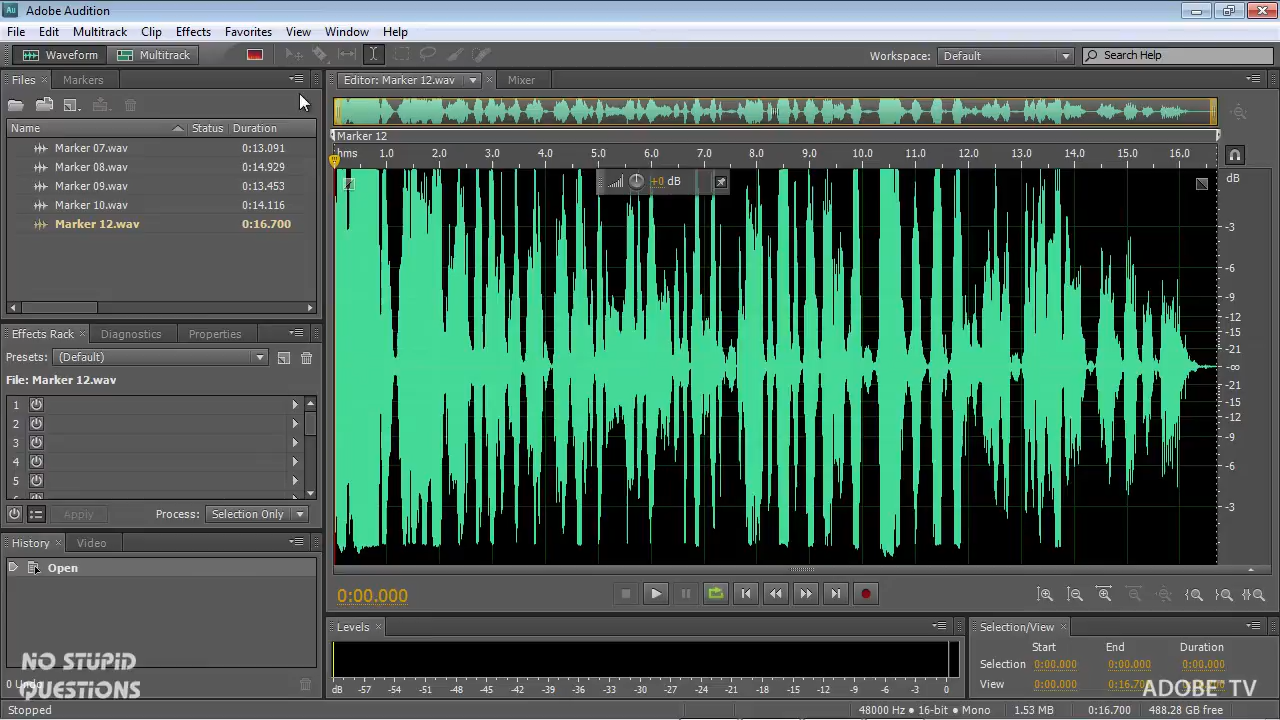 Au Adobe Audition
File Edit Multitrack Clip Effects Favorites View Window Help
Waveform Multitrack Workspace: Default Search Help
Files Markers
Name Status Duration
Marker 07.wav 0:13.091
Marker 08.wav 0:14.929
Marker 09.wav 0:13.453
Marker 10.wav 0:14.116
Marker 12.wav 0:16.700
Effects Rack Diagnostics Properties
Presets: (Default)
File: Marker 12.wav
1
2
3
4
5
Apply Process: Selection Only
History Video
Open
0 Undo
NO STUPID
QUESTIONS
Stopped
Editor: Marker 12.wav Mixer
Marker 12
hms 1.0 2.0 3.0 4.0 5.0 6.0 7.0 8.0 9.0 10.0 11.0 12.0 13.0 14.0 15.0 16.0
+0 dB
dB
-3
-6
-9
-12
-15
-21
-∞
-21
-15
-12
-9
-6
-3
0:00.000
Levels
dB -57 -54 -51 -48 -45 -42 -39 -36 -33 -30 -27 -24 -21 -18 -15 -12 -9 -6 -3 0
Selection/View
Start End Duration
Selection 0:00.000 0:00.000 0:00.000
View 0:00.000 0:16.700
ADOBE TV
48000 Hz • 16-bit • Mono 1.53 MB 0:16.700 488.28 GB free